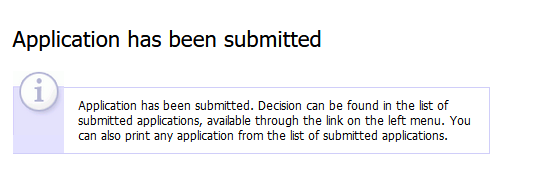 Application has been submitted
Application has been submitted. Decision can be found in the list of
submitted applications, available through the link on the left menu. You
can also print any application from the list of submitted applications.